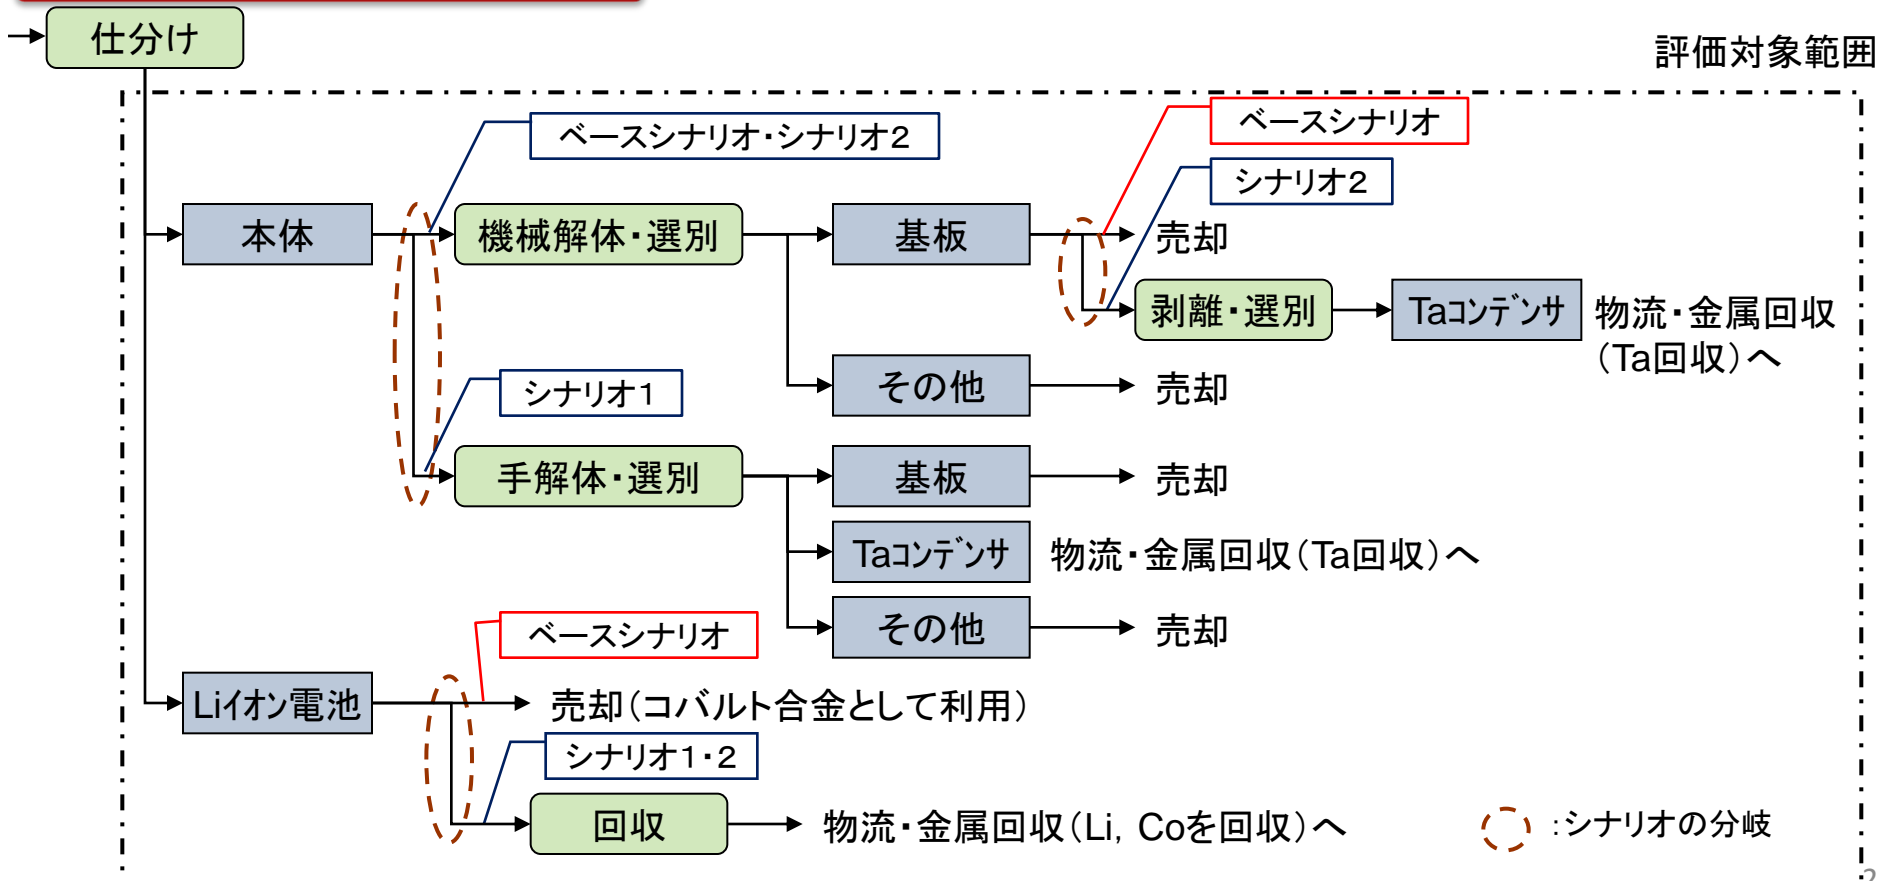 仕分け
評価対象範囲
ベースシナリオ・シナリオ2
ベースシナリオ
シナリオ2
本体
機械解体・選別
基板
売却
剥離・選別
Taコンデンサ
物流・金属回収
（Ta回収）へ
その他
売却
シナリオ1
手解体・選別
基板
売却
Taコンデンサ
物流・金属回収（Ta回収）へ
その他
売却
ベースシナリオ
Liイオン電池
売却（コバルト合金として利用）
シナリオ1・2
回収
物流・金属回収（Li, Coを回収）へ
：シナリオの分岐
2